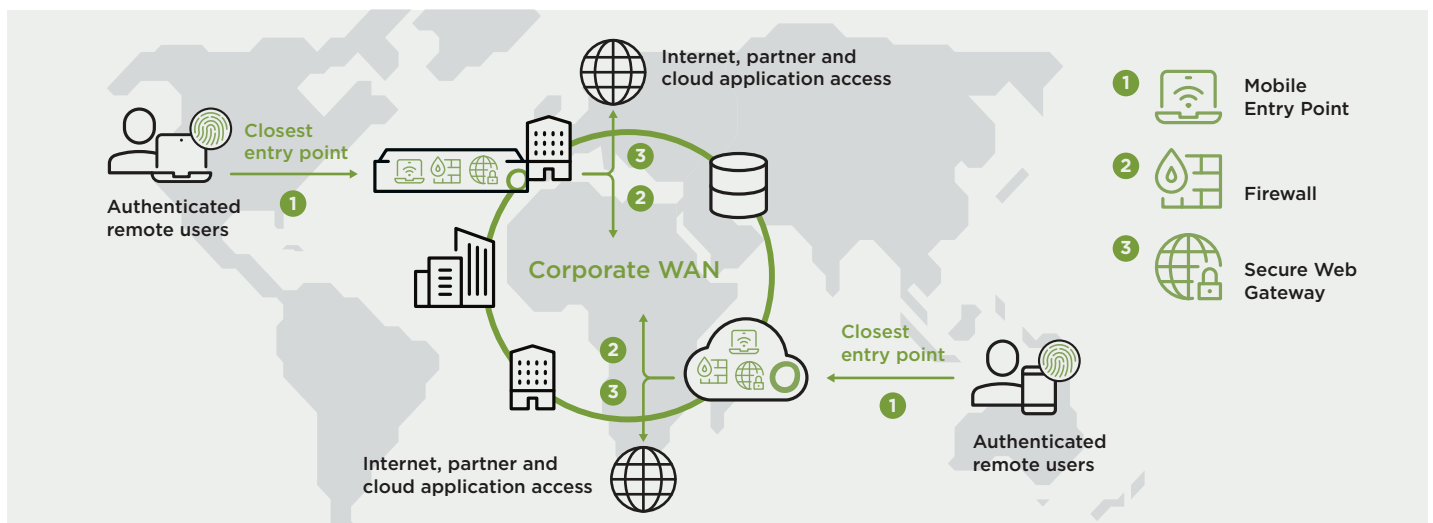 Internet, partner and
cloud application access
Closest
entry point
1
Authenticated
remote users
3
2
Corporate WAN
2
3
Closest
entry point
1
Authenticated
remote users
Internet, partner and
cloud application access
1
Mobile
Entry Point
2
Firewall
3
Secure Web
Gateway